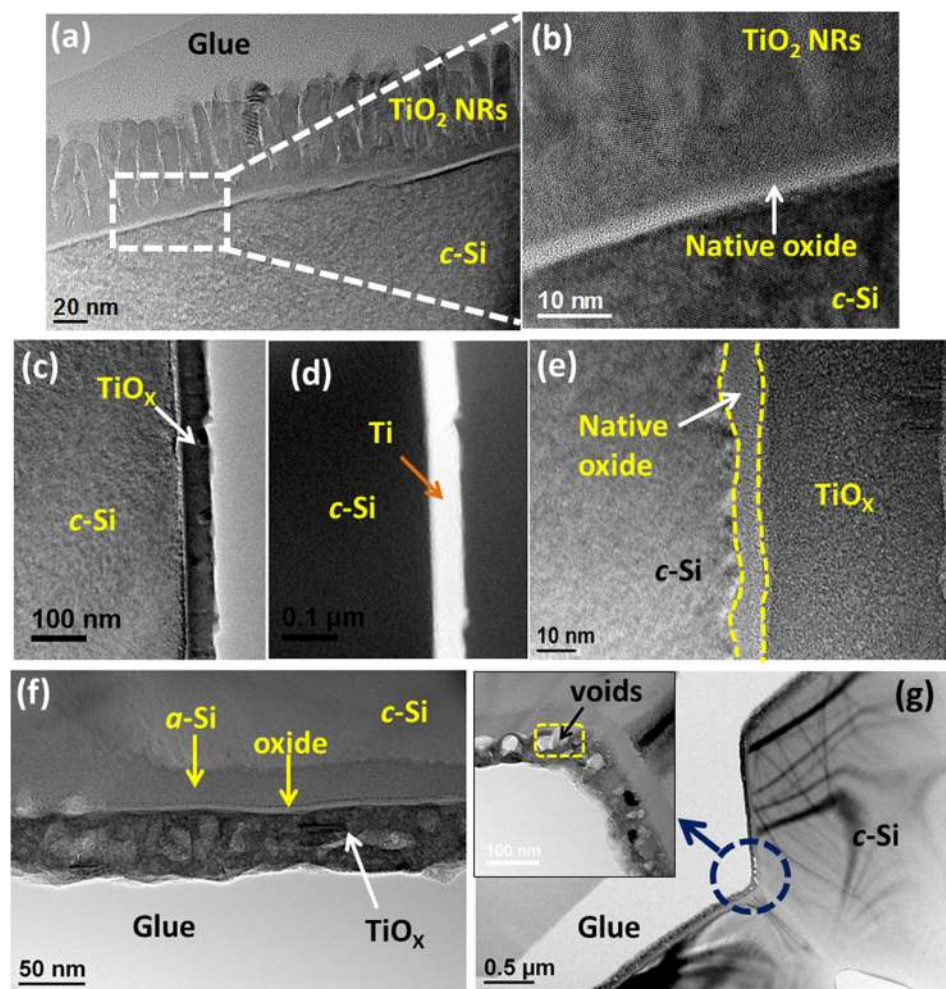 (a)
Glue
TiO₂ NRs
c-Si
20 nm
(b)
TiO₂ NRs
Native oxide
c-Si
10 nm
(c)
TiOₓ
c-Si
100 nm
(d)
Ti
c-Si
0.1 µm
(e)
Native
oxide
TiOₓ
c-Si
10 nm
(f)
a-Si
c-Si
oxide
Glue
TiOₓ
50 nm
voids
100 nm
(g)
c-Si
Glue
0.5 µm